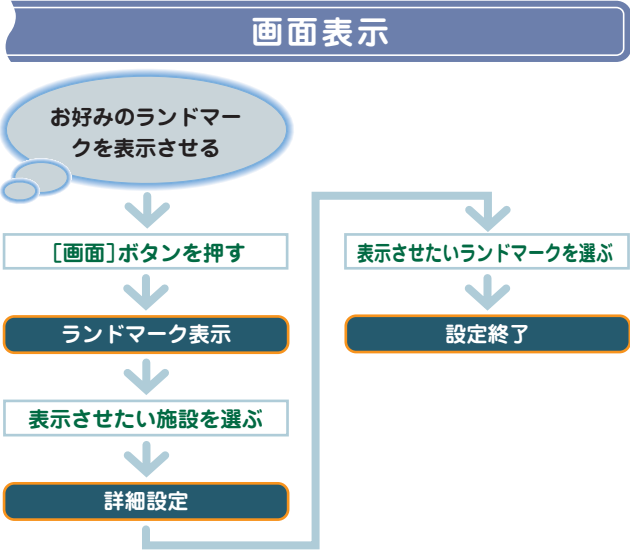 画面表示
お好みのランドマー
クを表示させる
［画面］ボタンを押す
ランドマーク表示
表示させたい施設を選ぶ
詳細設定
表示させたいランドマークを選ぶ
設定終了